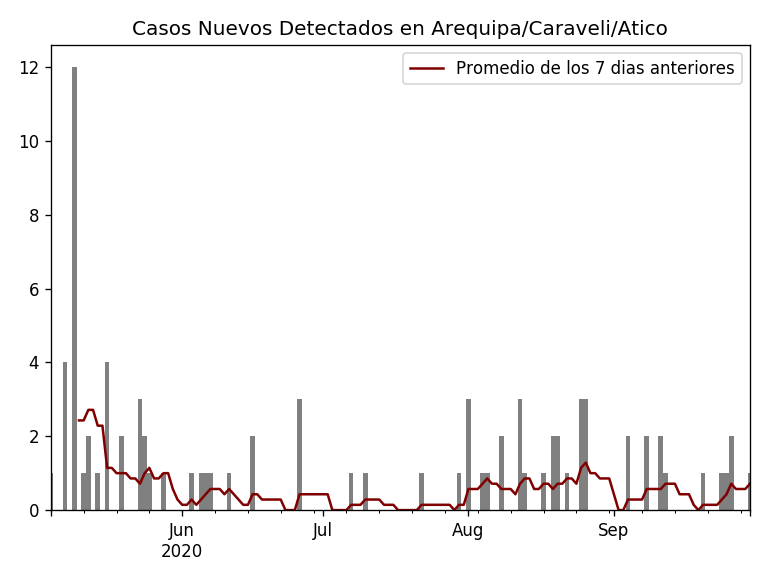 Casos Nuevos Detectados en Arequipa/Caraveli/Atico
Promedio de los 7 dias anteriores
12
10
8
6
4
2
0
Jun
2020
Jul
Aug
Sep